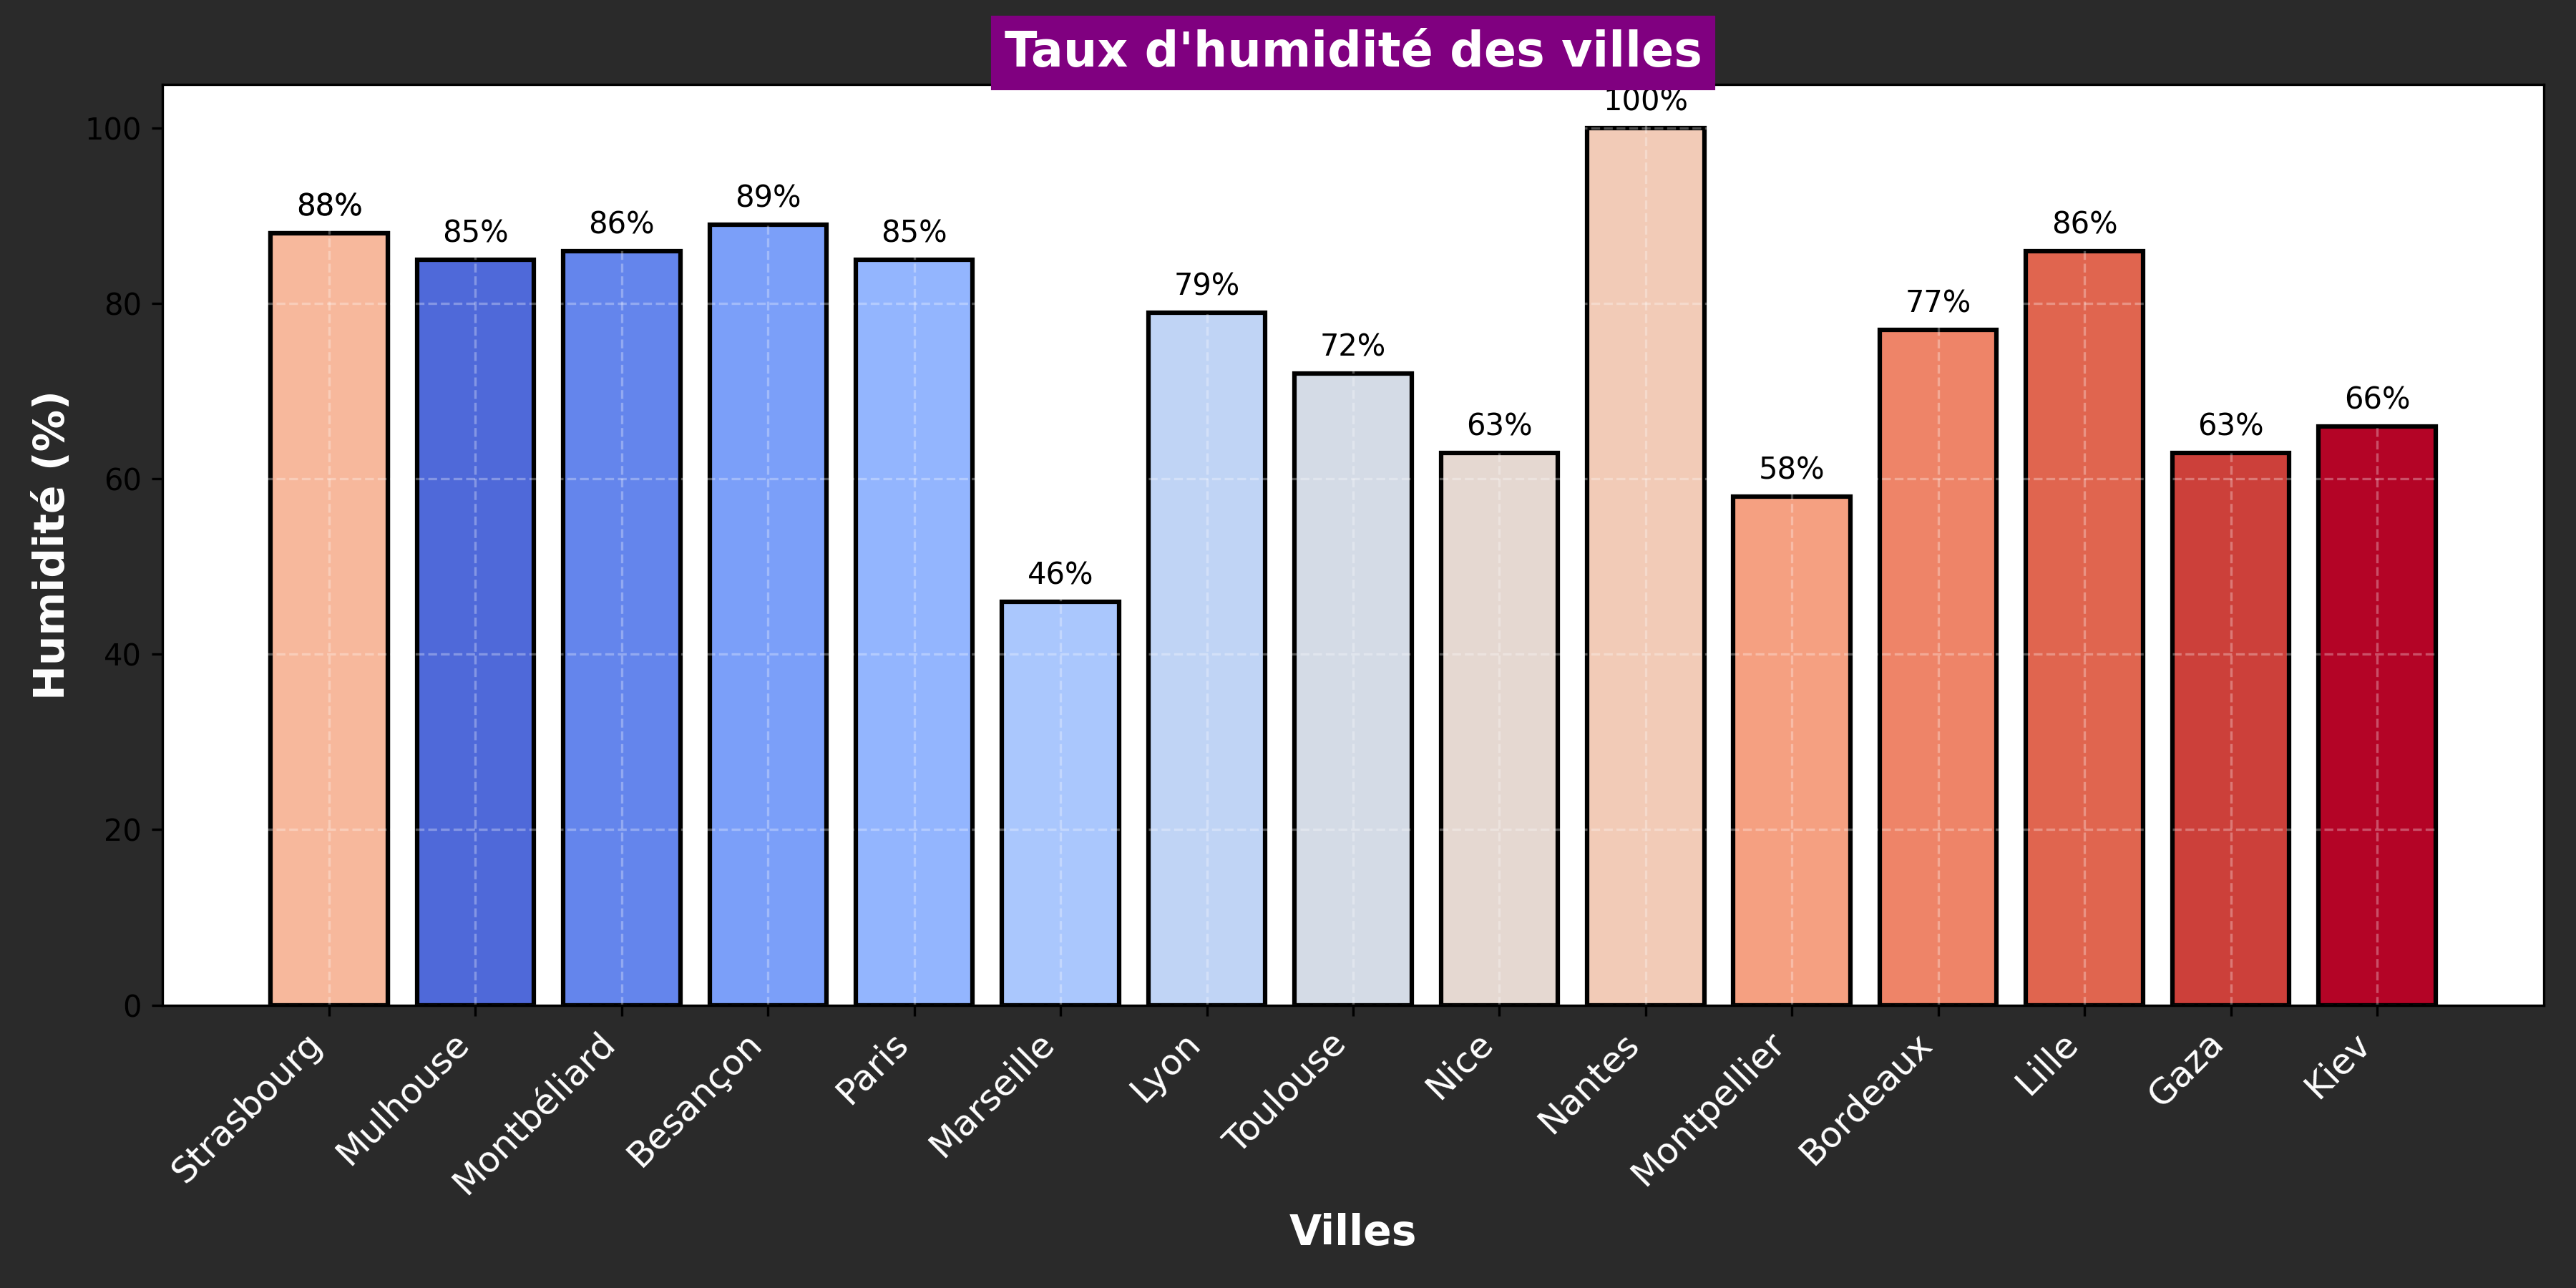 Taux d'humidité des villes
Humidité (%)
100
80
60
40
20
0
88%
85%
86%
89%
85%
46%
79%
72%
63%
100%
58%
77%
86%
63%
66%
Strasbourg
Mulhouse
Montbéliard
Besançon
Paris
Marseille
Lyon
Toulouse
Nice
Nantes
Montpellier
Bordeaux
Lille
Gaza
Kiev
Villes